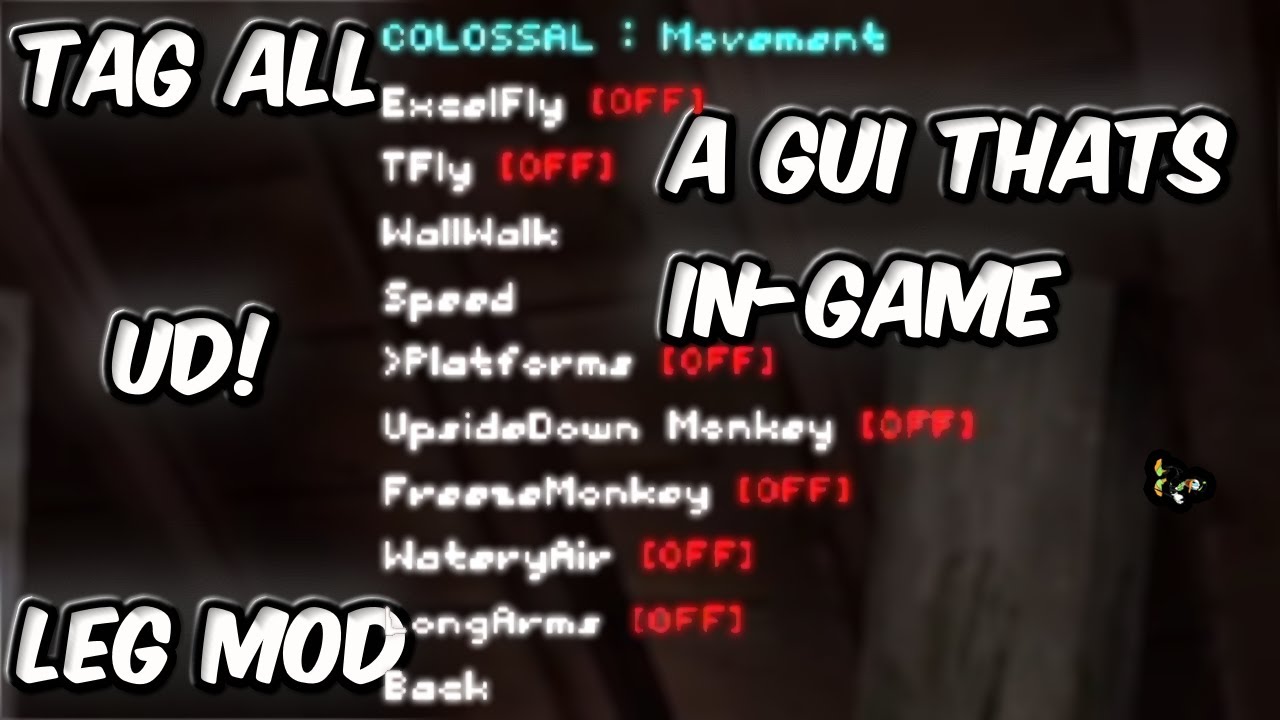 TAG ALL
COLOSSAL : Movement
ExcelFly [OFF]
A GUI THATS
TFly [OFF]
WallWalk
IN-GAME
Speed
UD!
>Platforms [OFF]
UpsideDown Monkey [OFF]
FreezeMonkey [OFF]
WateryAir [OFF]
LongArms [OFF]
LEG MOD
Back